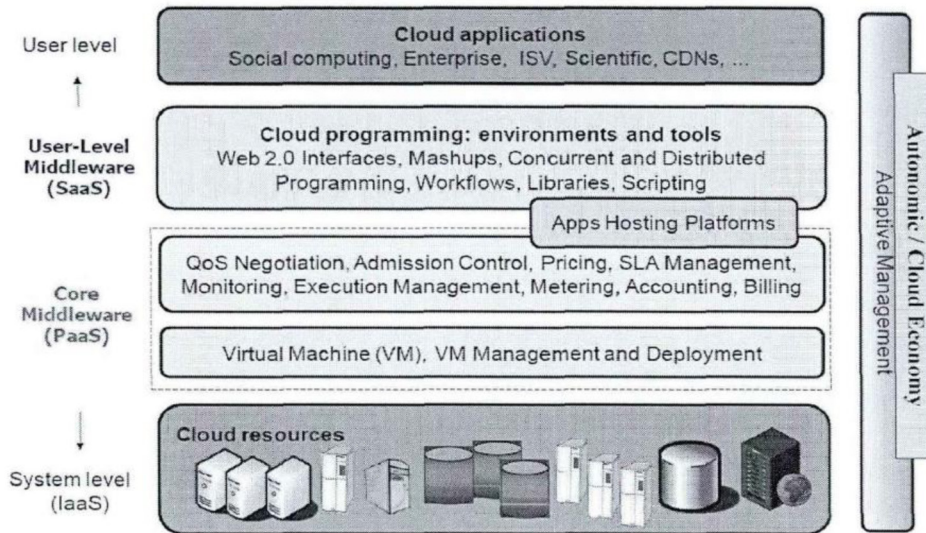 User level
Cloud applications
Social computing, Enterprise, ISV, Scientific, CDNs, ...
User-Level
Middleware
(SaaS)
Cloud programming: environments and tools
Web 2.0 Interfaces, Mashups, Concurrent and Distributed
Programming, Workflows, Libraries, Scripting
Apps Hosting Platforms
Core
Middleware
(PaaS)
QoS Negotiation, Admission Control, Pricing, SLA Management,
Monitoring, Execution Management, Metering, Accounting, Billing
Virtual Machine (VM), VM Management and Deployment
System level
(IaaS)
Cloud resources
Adaptive Management
Autonomic / Cloud Economy